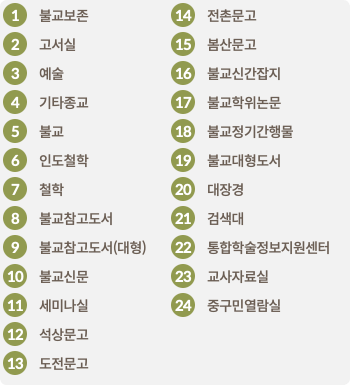 1 불교보존
2 고서실
3 예술
4 기타종교
5 불교
6 인도철학
7 철학
8 불교참고도서
9 불교참고도서(대형)
10 불교신문
11 세미나실
12 석상문고
13 도전문고
14 전촌문고
15 봄산문고
16 불교신간잡지
17 불교학위논문
18 불교정기간행물
19 불교대형도서
20 대장경
21 검색대
22 통합학술정보지원센터
23 교사자료실
24 중구민열람실